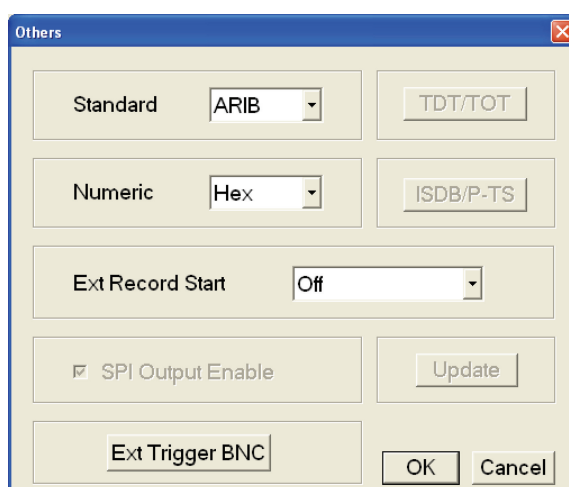 Others
Standard ARIB TDT/TOT
Numeric Hex ISDB/P-TS
Ext Record Start Off
SPI Output Enable Update
Ext Trigger BNC OK Cancel